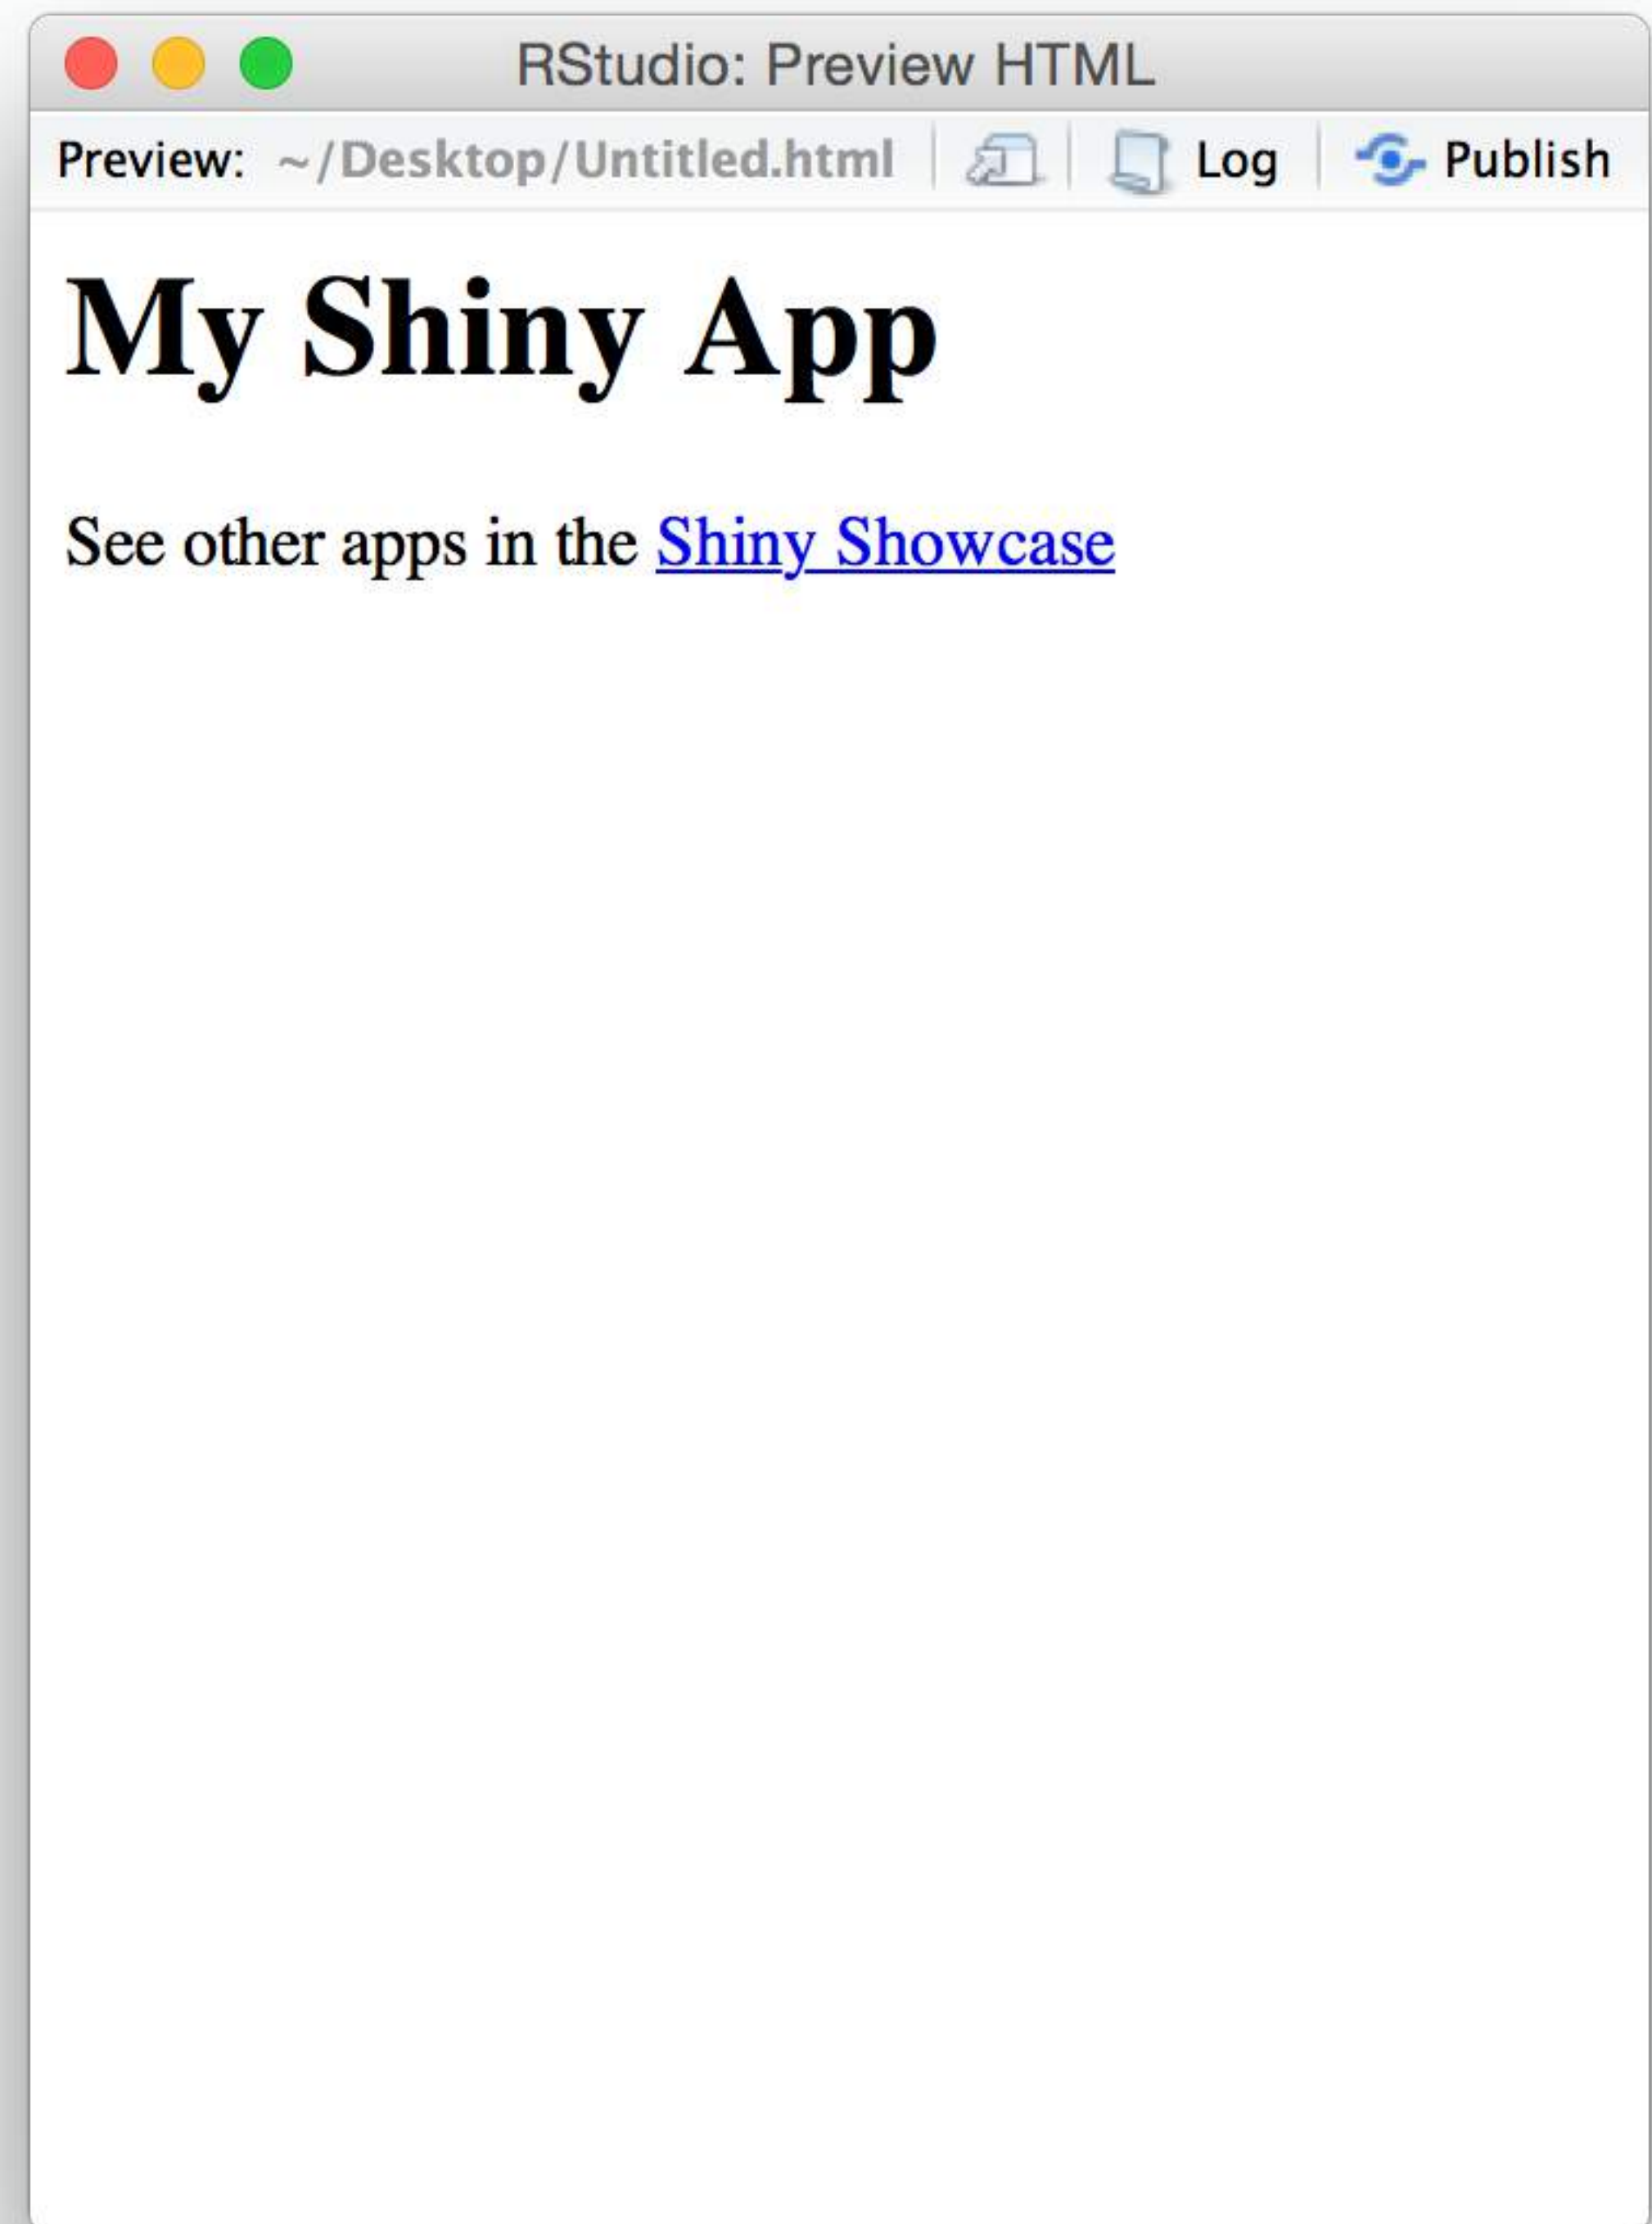 RStudio: Preview HTML
Preview: ~/Desktop/Untitled.html Log Publish
My Shiny App
See other apps in the Shiny Showcase